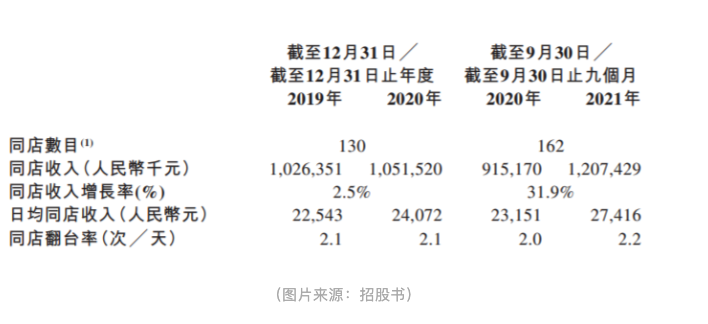 截至12月31日／ 截至9月30日／
截至12月31日止年度 截至9月30日止九個月
2019年 2020年 2020年 2021年
同店數目(1) 130 162
同店收入(人民幣千元) 1,026,351 1,051,520 915,170 1,207,429
同店收入增長率(%) 2.5% 31.9%
日均同店收入(人民幣元) 22,543 24,072 23,151 27,416
同店翻台率(次／天) 2.1 2.1 2.0 2.2
(图片来源：招股书)